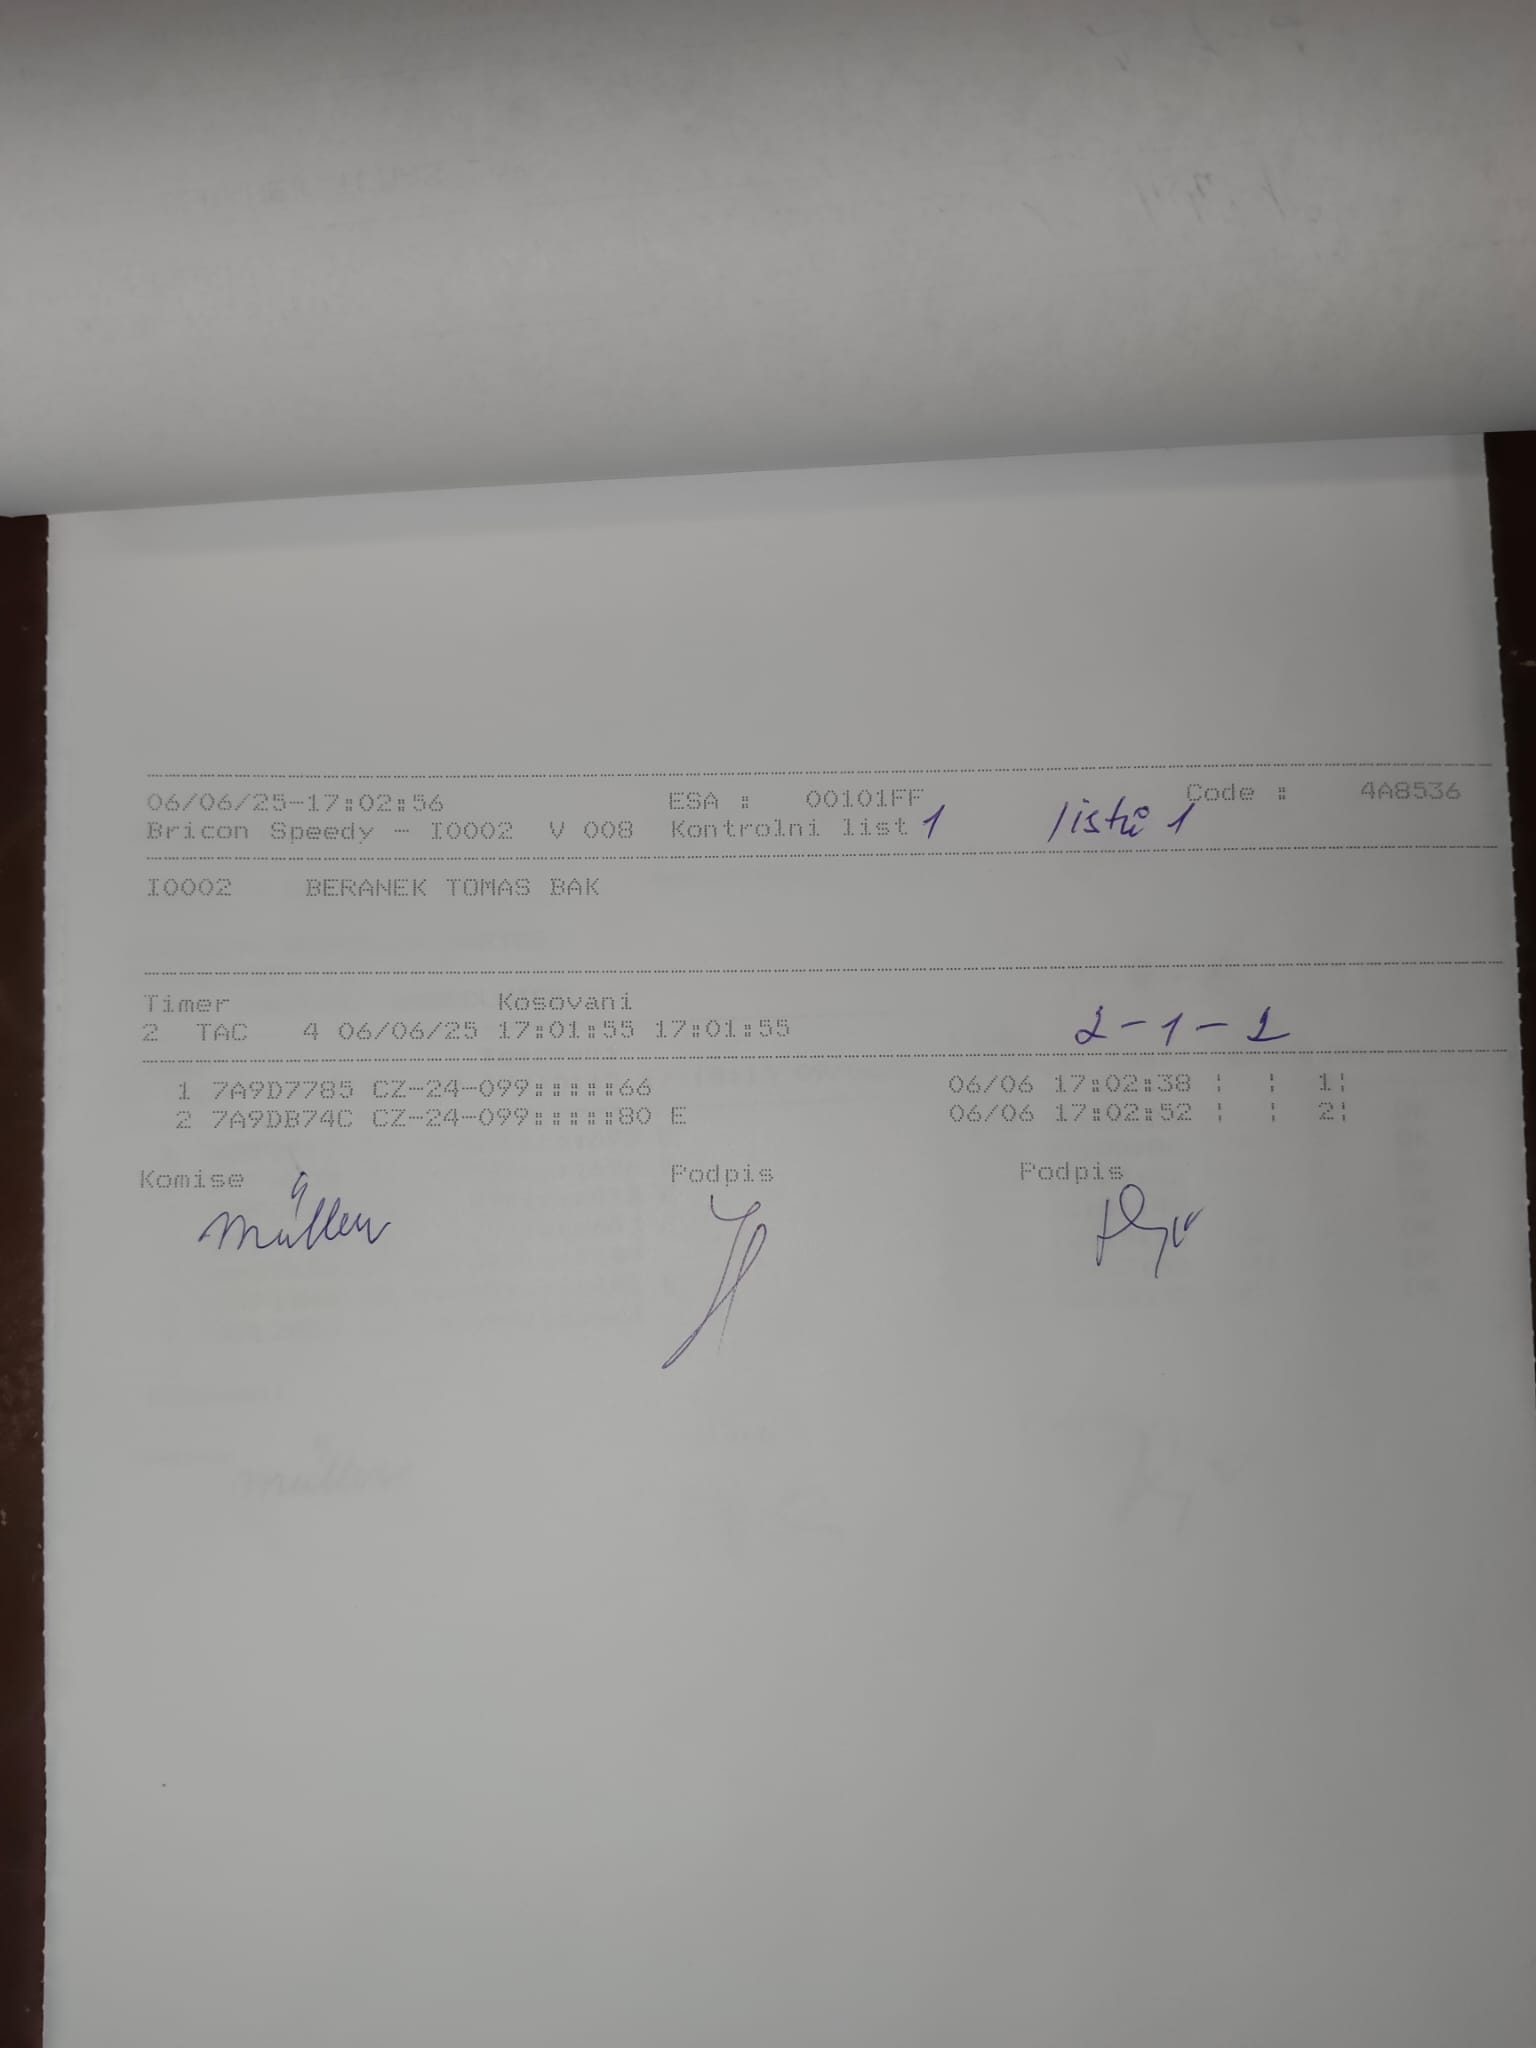 06/06/25-17:02:56 ESA : 00101FF Code : 4A8536
Bricon Speedy - I0002 V 008 Kontrolni list 1 listů 1
I0002 BERANEK TOMAS BAK
Timer Kosovani
2 TAC 4 06/06/25 17:01:55 17:01:55 2-1-2
1 7A9D7785 CZ-24-099:::::66 06/06 17:02:38 ¦ ¦ 1¦
2 7A9DB74C CZ-24-099:::::80 E 06/06 17:02:52 ¦ ¦ 2¦
Komise Podpis Podpis
Müller